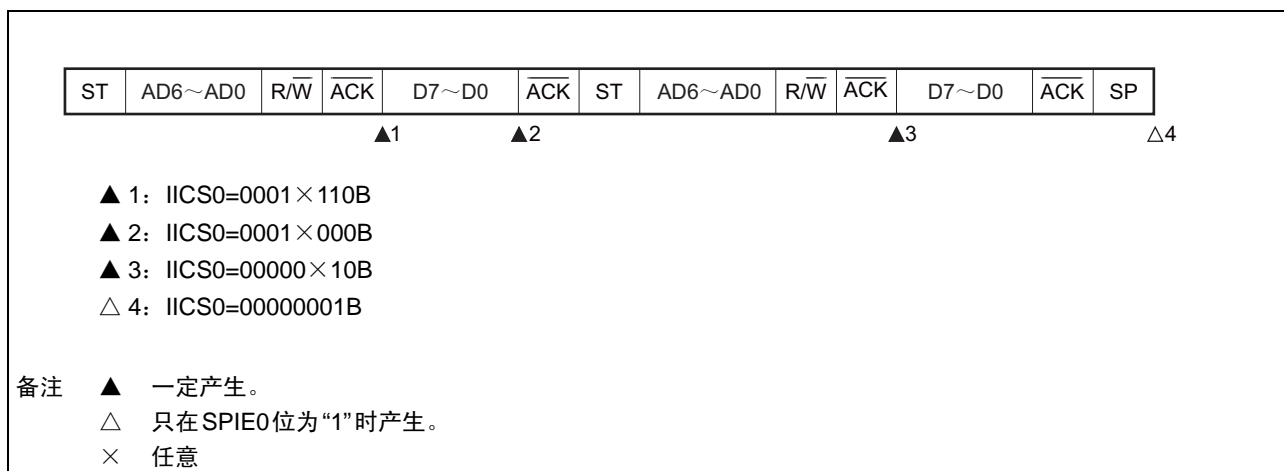 ST AD6～AD0 R/W ACK D7～D0 ACK ST AD6～AD0 R/W ACK D7～D0 ACK SP
▲1 ▲2 ▲3 △4
▲ 1：IICS0=0001×110B
▲ 2：IICS0=0001×000B
▲ 3：IICS0=00000×10B
△ 4：IICS0=00000001B
备注 ▲ 一定产生。
△ 只在SPIE0位为“1”时产生。
× 任意